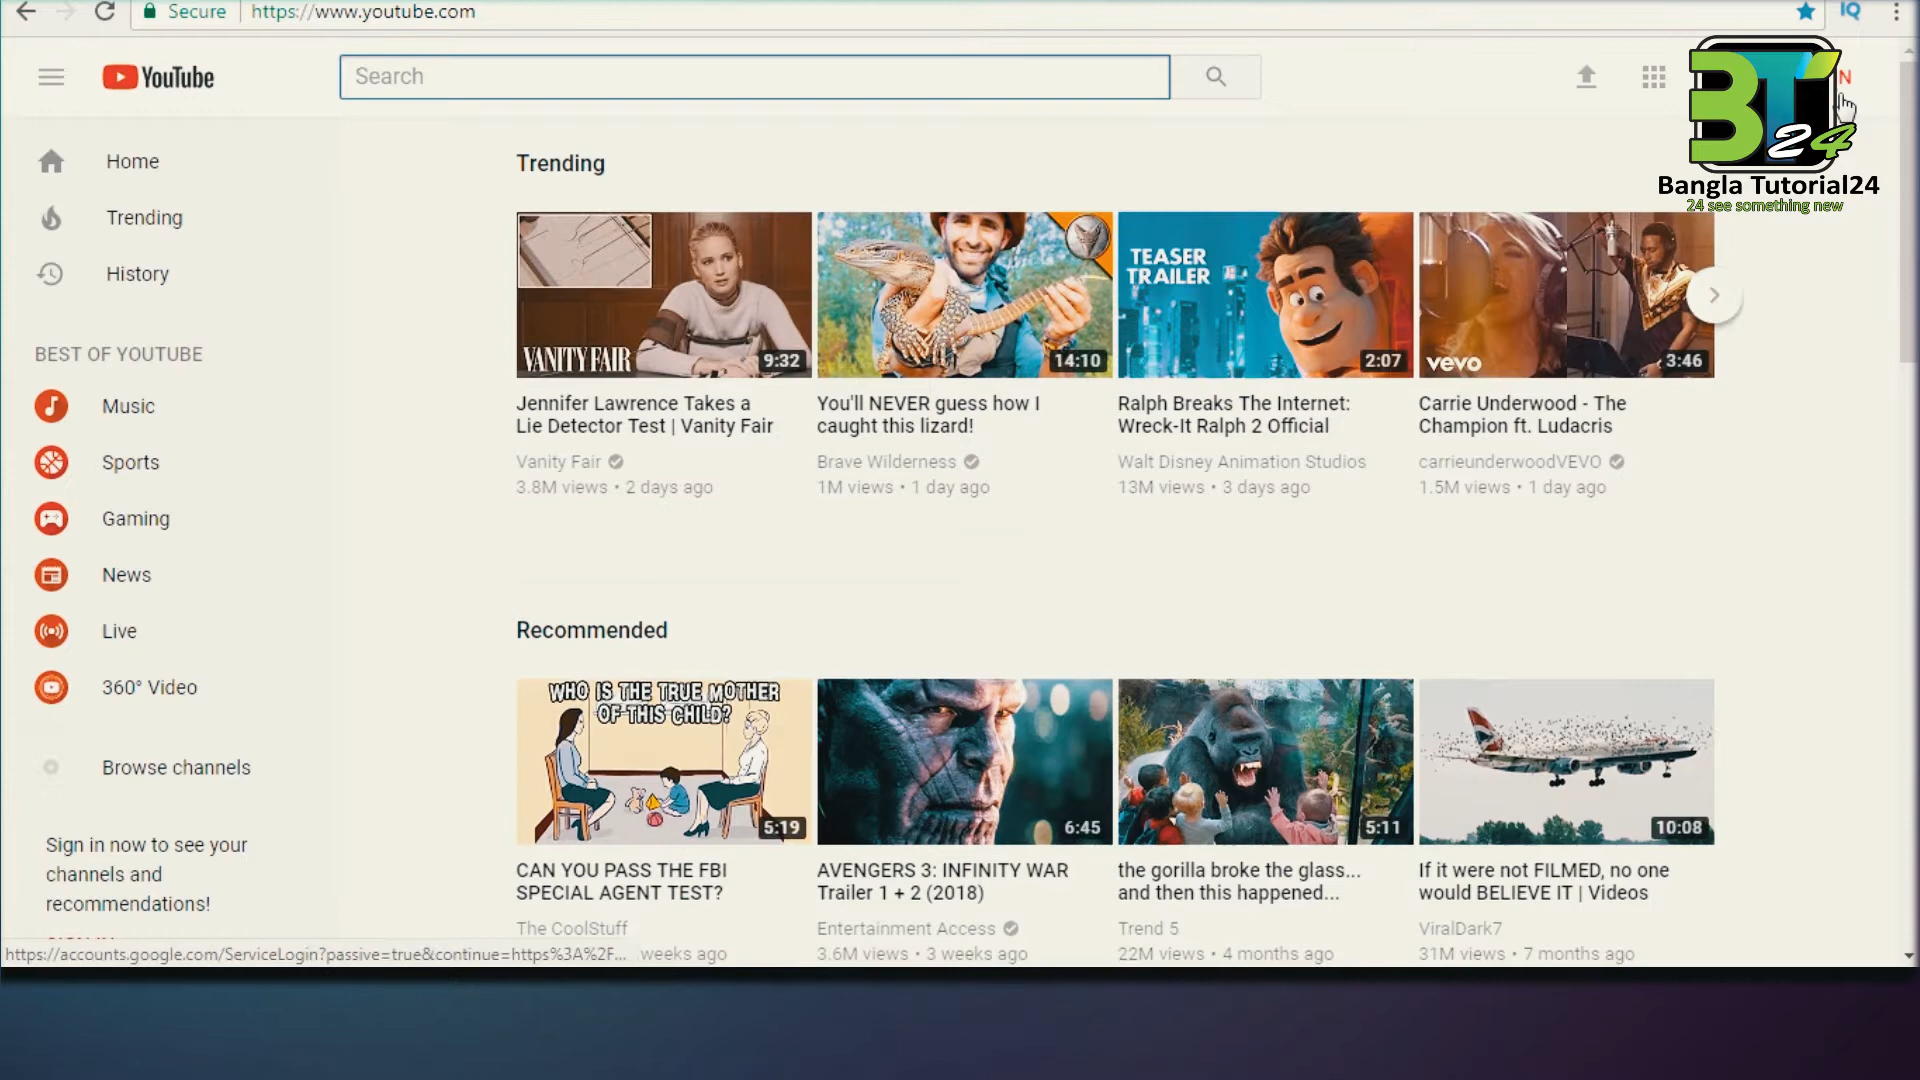 Secure
https://www.youtube.com
IQ
YouTube
Search
N
3T
24
Bangla Tutorial24
24 see something new
Home
Trending
History
BEST OF YOUTUBE
Music
Sports
Gaming
News
Live
360° Video
Browse channels
Sign in now to see your
channels and
recommendations!
https://accounts.google.com/ServiceLogin?passive=true&continue=https%3A%2F...
Trending
VANITY FAIR
9:32
Jennifer Lawrence Takes a
Lie Detector Test | Vanity Fair
Vanity Fair
3.8M views • 2 days ago
14:10
You'll NEVER guess how I
caught this lizard!
Brave Wilderness
1M views • 1 day ago
TEASER
TRAILER
2:07
Ralph Breaks The Internet:
Wreck-It Ralph 2 Official
Walt Disney Animation Studios
13M views • 3 days ago
vevo
3:46
Carrie Underwood - The
Champion ft. Ludacris
carrieunderwoodVEVO
1.5M views • 1 day ago
Recommended
WHO IS THE TRUE MOTHER
OF THIS CHILD?
5:19
CAN YOU PASS THE FBI
SPECIAL AGENT TEST?
The CoolStuff
weeks ago
6:45
AVENGERS 3: INFINITY WAR
Trailer 1 + 2 (2018)
Entertainment Access
3.6M views • 3 weeks ago
5:11
the gorilla broke the glass...
and then this happened...
Trend 5
22M views • 4 months ago
10:08
If it were not FILMED, no one
would BELIEVE IT | Videos
ViralDark7
31M views • 7 months ago